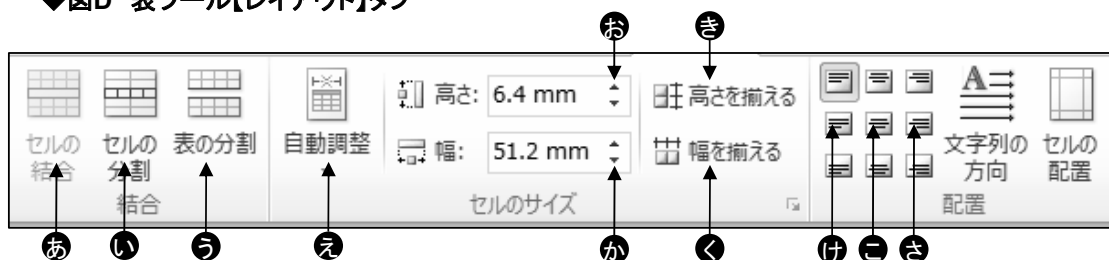 ◆図D 表ツール【レイアウト】タブ
お き
高さ: 6.4 mm 高さを揃える
セルの結合 セルの分割 表の分割 自動調整 幅: 51.2 mm 幅を揃える 文字列の方向 セルの配置
結合 セルのサイズ 配置
あ い う え か く け こ さ